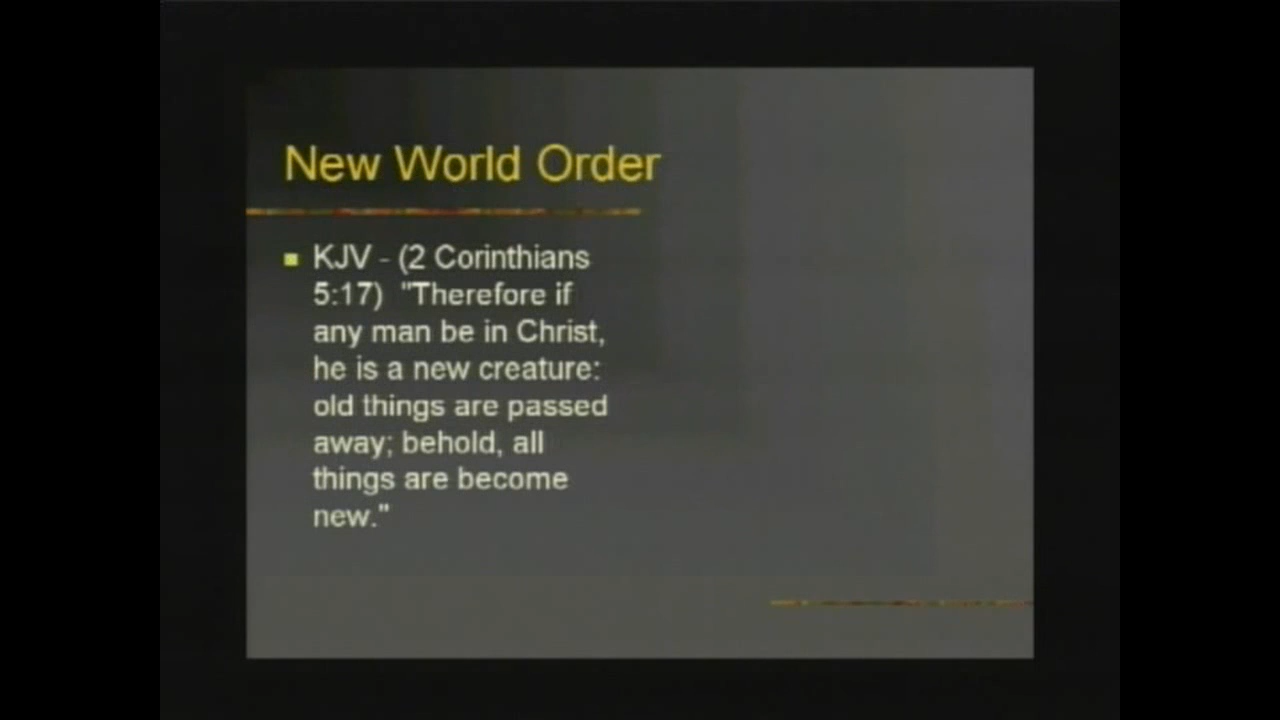 New World Order
KJV - (2 Corinthians
5:17)  "Therefore if
any man be in Christ,
he is a new creature:
old things are passed
away; behold, all
things are become
new."